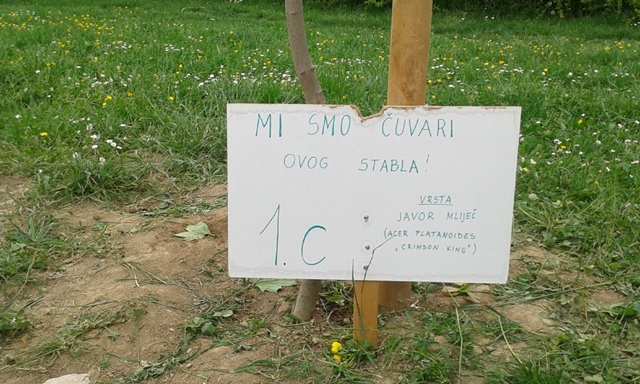 MI SMO ČUVARI
OVOG STABLA!
1.C
VRSTA
JAVOR MLIJEČ
(ACER PLATANOIDES
„CRIMSON KING")